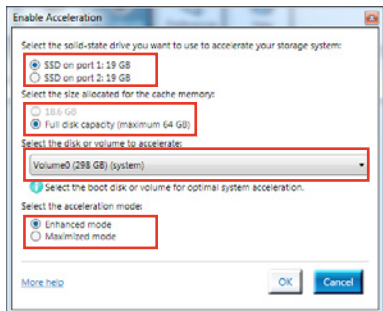 Enable Acceleration
Select the solid-state drive you want to use to accelerate your storage system:
SSD on port 1: 19 GB
SSD on port 2: 19 GB
Select the size allocated for the cache memory:
18.6 GB
Full disk capacity (maximum 64 GB)
Select the disk or volume to accelerate:
Volume0 (298 GB) (system)
Select the boot disk or volume for optimal system acceleration.
Select the acceleration mode:
Enhanced mode
Maximized mode
More help
OK
Cancel